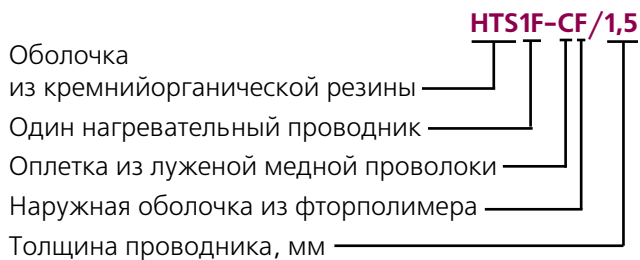 HTS1F-CF/1,5
Оболочка
из кремнийорганической резины
Один нагревательный проводник
Оплетка из луженой медной проволоки
Наружная оболочка из фторполимера
Толщина проводника, мм